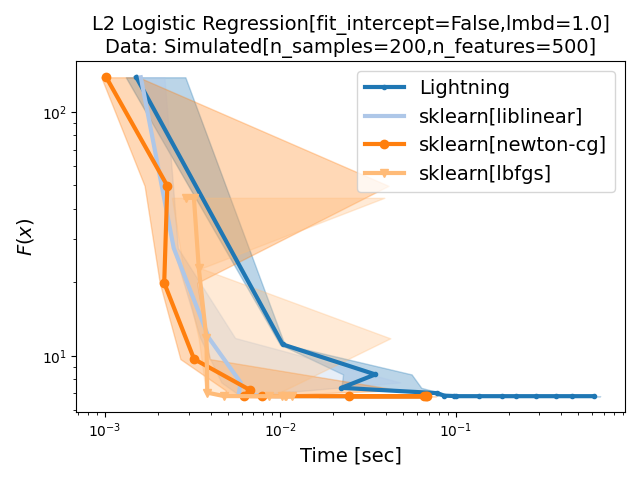 L2 Logistic Regression[fit_intercept=False,lmbd=1.0]
Data: Simulated[n_samples=200,n_features=500]
Lightning
sklearn[liblinear]
sklearn[newton-cg]
sklearn[lbfgs]
F(x)
10²
10¹
10⁻³
10⁻²
10⁻¹
Time [sec]